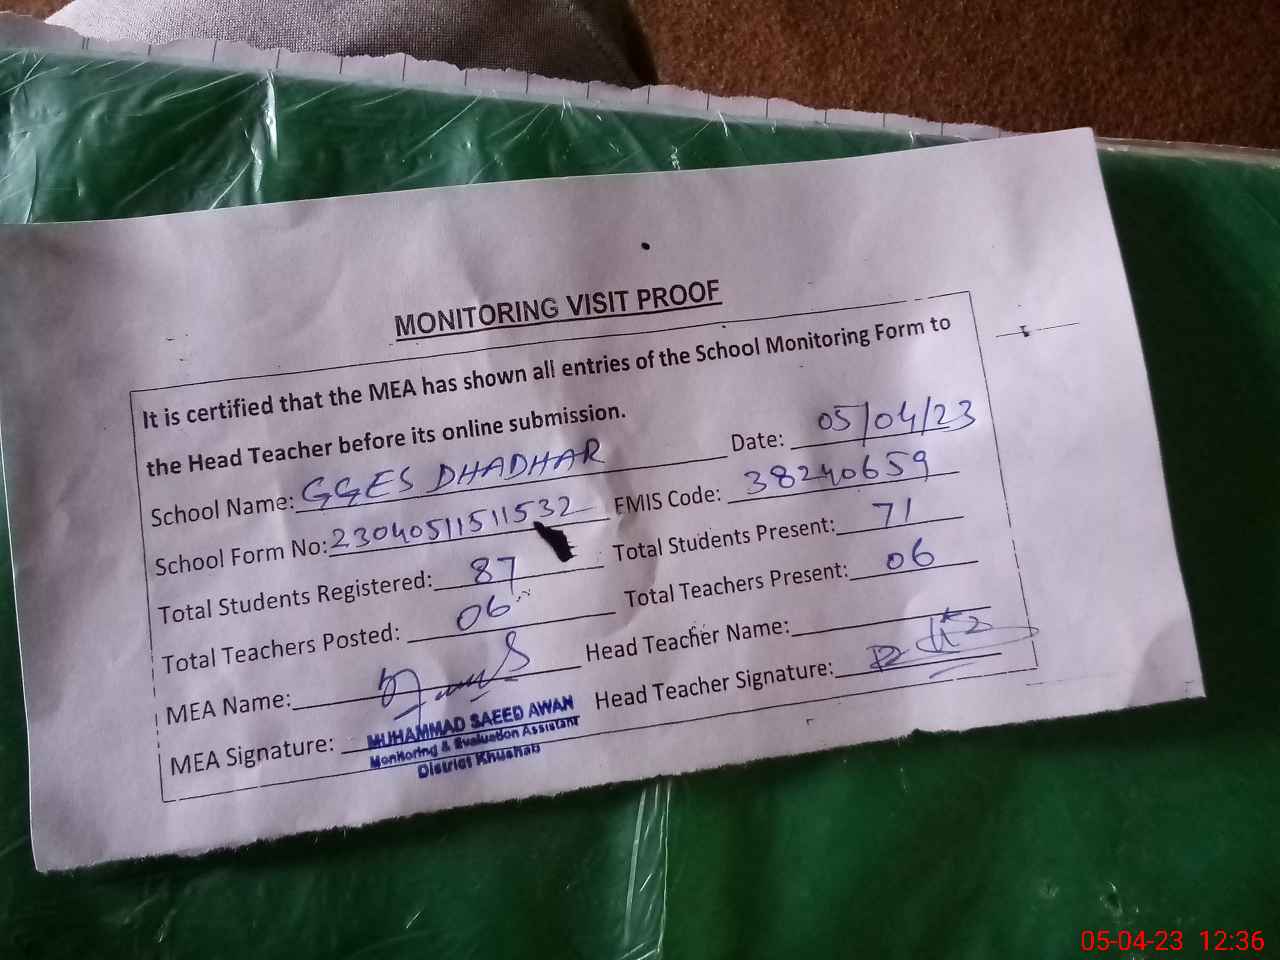 MONITORING VISIT PROOF
It is certified that the MEA has shown all entries of the School Monitoring Form to
the Head Teacher before its online submission.
School Name: GGES DHADHAR Date: 05/04/23
School Form No: 23040511511532 EMIS Code: 38240659
Total Students Registered: 87 Total Students Present: 71
Total Teachers Posted: 06 Total Teachers Present: 06
MEA Name: Head Teacher Name:
MEA Signature: Head Teacher Signature:
MUHAMMAD SAEED AWAN
Monitoring & Evaluation Assistant
District Khushab
05-04-23 12:36